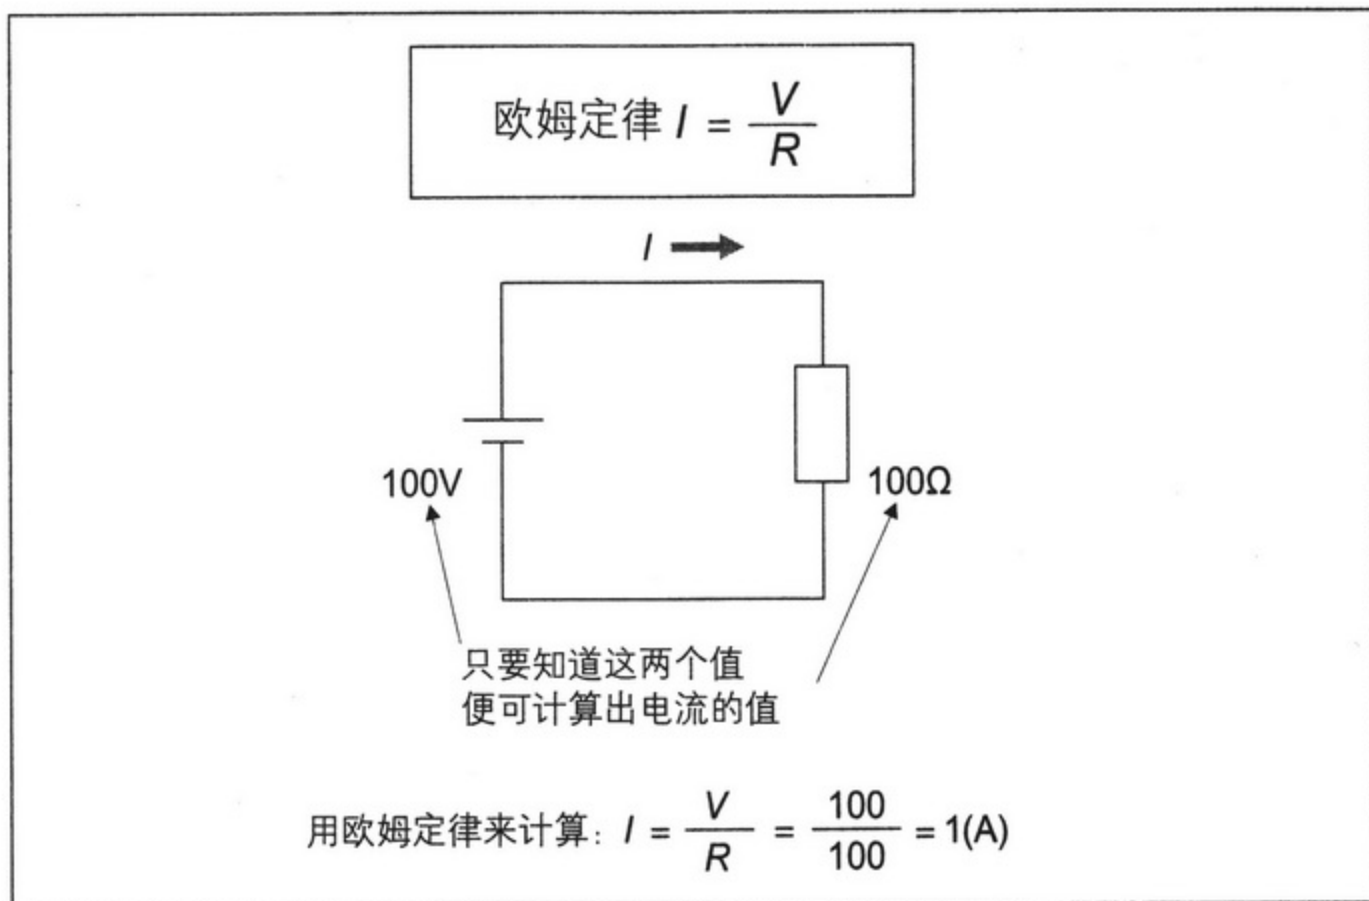 欧姆定律 I = V/R
I
100V
100Ω
只要知道这两个值
便可计算出电流的值
用欧姆定律来计算: I = V/R = 100/100 = 1(A)